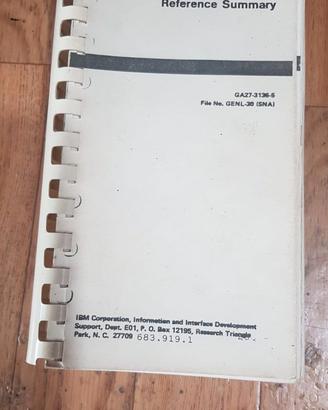 Reference Summary
GA27-3136-5
File No. GENL-30 (SNA)
IBM Corporation, Information and Interface Development
Support, Dept. E01, P. O. Box 12195, Research Triangle
Park, N. C. 27709 683.919.1